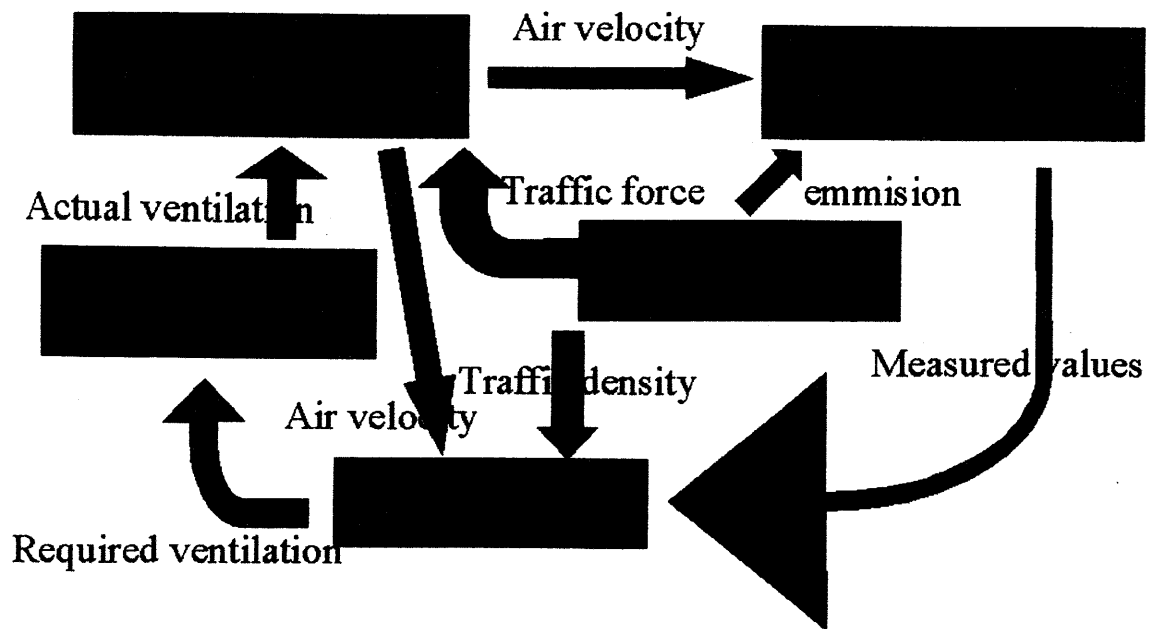 Air velocity
Traffic force
emmision
Actual ventilation
Measured values
Traffic density
Air velocity
Required ventilation